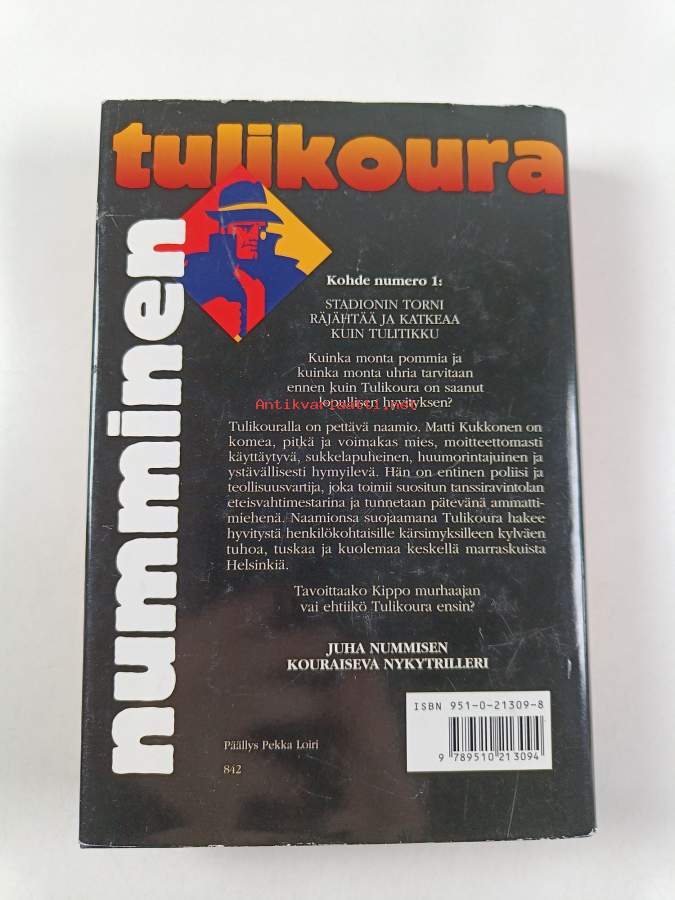 tulikoura
numminen
Kohde numero 1:
STADIONIN TORNI
RÄJÄHTÄÄ JA KATKEAA
KUIN TULITIKKU
Kuinka monta pommia ja
kuinka monta uhria tarvitaan
ennen kuin Tulikoura on saanut
lopullisen hyvityksen?
Antikvariaatti.net
Tulikouralla on pettävä naamio. Matti Kukkonen on
komea, pitkä ja voimakas mies, moitteettomasti
käyttäytyvä, sukkelapuheinen, huumorintajuinen ja
ystävällisesti hymyilevä. Hän on entinen poliisi ja
teollisuusvartija, joka toimii suositun tanssiravintolan
eteisvahtimestarina ja tunnetaan pätevänä ammatti-
miehenä. Naamionsa suojaamana Tulikoura hakee
hyvitystä henkilökohtaisille kärsimyksilleen kylväen
tuhoa, tuskaa ja kuolemaa keskellä marraskuista
Helsinkiä.
Tavoittaako Kippo murhaajan
vai ehtiikö Tulikoura ensin?
JUHA NUMMISEN
KOURAISEVA NYKYTRILLERI
ISBN 951-0-21309-8
9 789510 213094
Päällys Pekka Loiri
842